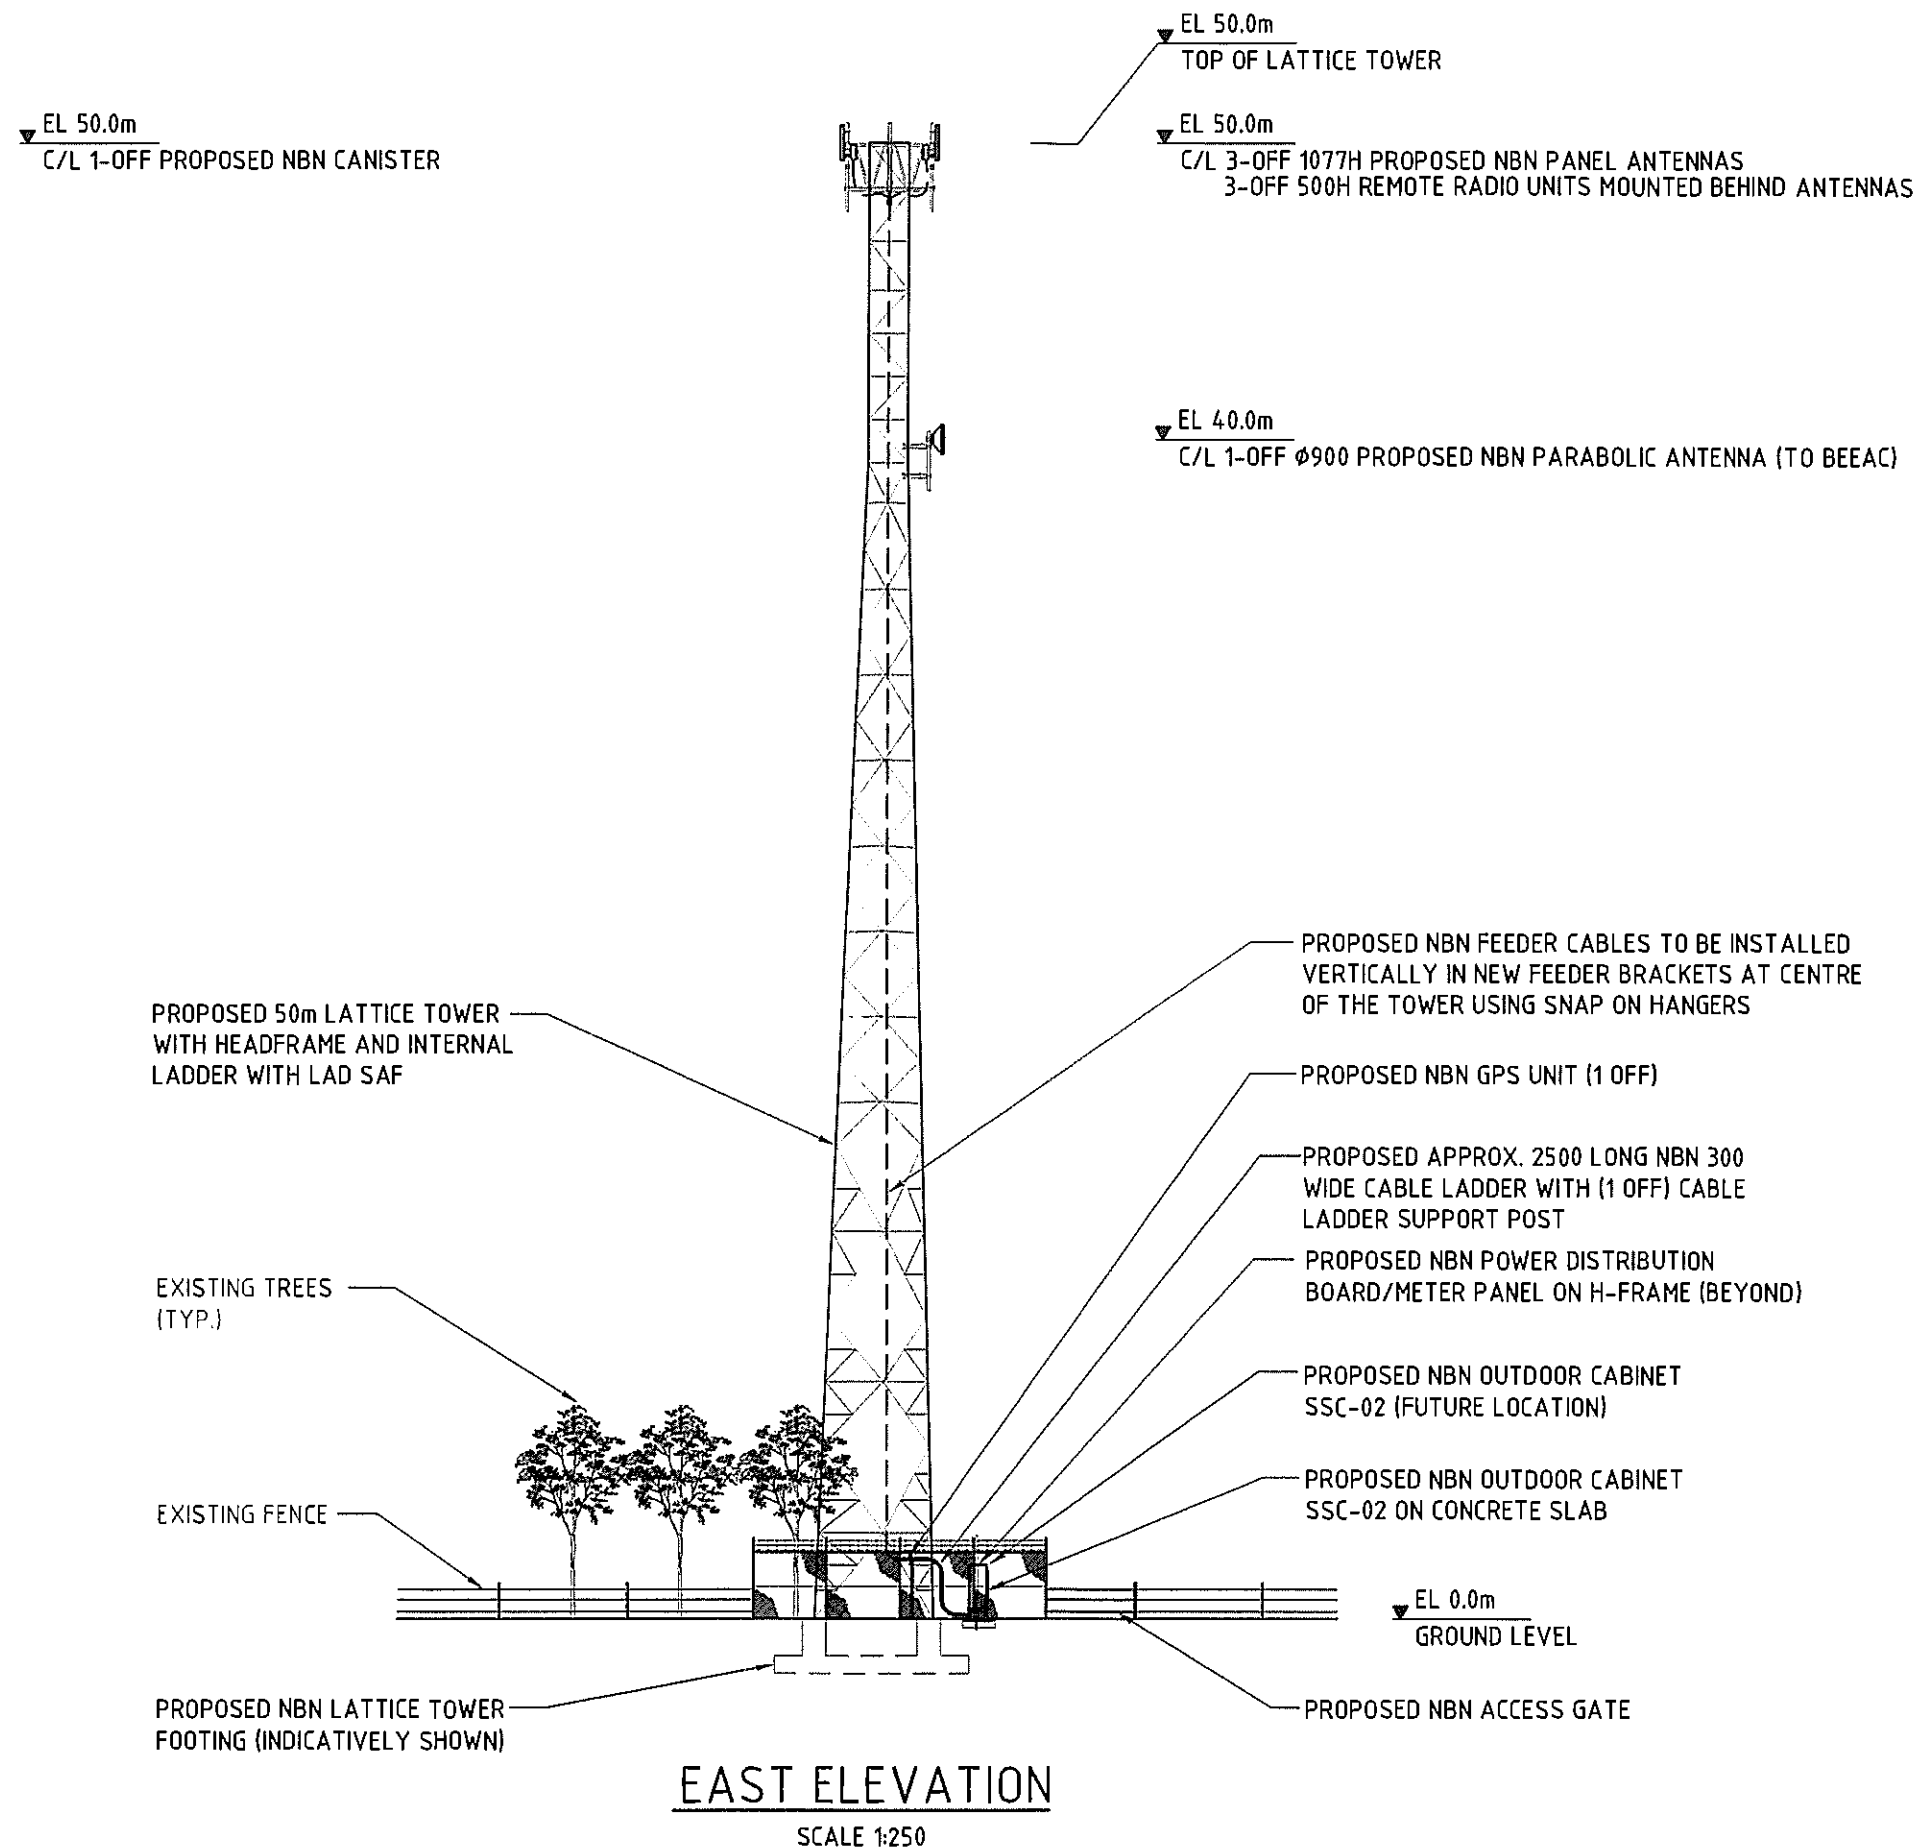 EL 50.0m
TOP OF LATTICE TOWER
EL 50.0m
C/L 1-OFF PROPOSED NBN CANISTER
EL 50.0m
C/L 3-OFF 1077H PROPOSED NBN PANEL ANTENNAS
3-OFF 500H REMOTE RADIO UNITS MOUNTED BEHIND ANTENNAS
EL 40.0m
C/L 1-OFF Ø900 PROPOSED NBN PARABOLIC ANTENNA (TO BEEAC)
PROPOSED NBN FEEDER CABLES TO BE INSTALLED
VERTICALLY IN NEW FEEDER BRACKETS AT CENTRE
OF THE TOWER USING SNAP ON HANGERS
PROPOSED 50m LATTICE TOWER
WITH HEADFRAME AND INTERNAL
LADDER WITH LAD SAF
PROPOSED NBN GPS UNIT (1 OFF)
PROPOSED APPROX. 2500 LONG NBN 300
WIDE CABLE LADDER WITH (1 OFF) CABLE
LADDER SUPPORT POST
PROPOSED NBN POWER DISTRIBUTION
BOARD/METER PANEL ON H-FRAME (BEYOND)
EXISTING TREES
(TYP.)
PROPOSED NBN OUTDOOR CABINET
SSC-02 (FUTURE LOCATION)
PROPOSED NBN OUTDOOR CABINET
SSC-02 ON CONCRETE SLAB
EXISTING FENCE
EL 0.0m
GROUND LEVEL
PROPOSED NBN LATTICE TOWER
FOOTING (INDICATIVELY SHOWN)
PROPOSED NBN ACCESS GATE
EAST ELEVATION
SCALE 1:250